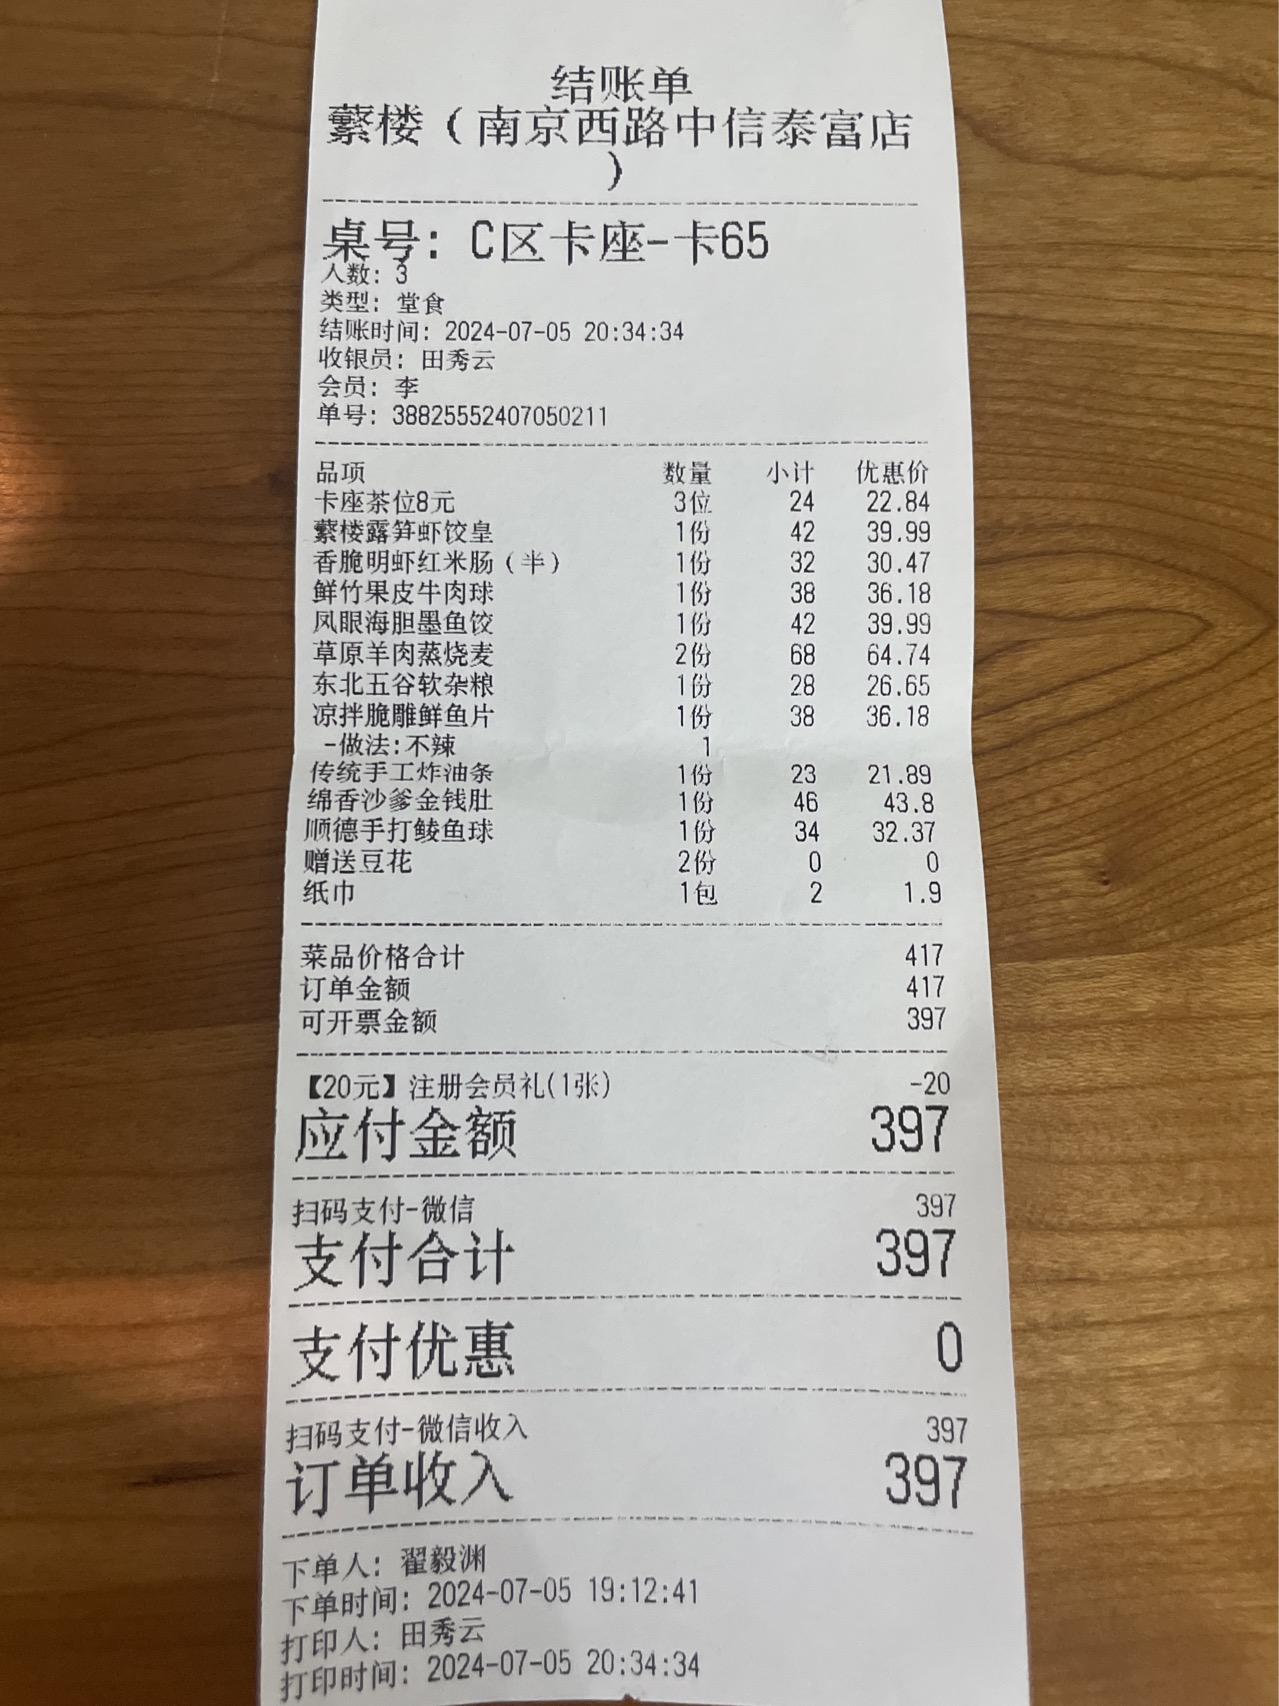 结账单
蘩楼（南京西路中信泰富店
）
桌号: C区卡座-卡65
人数: 3
类型: 堂食
结账时间: 2024-07-05 20:34:34
收银员: 田秀云
会员: 李
单号: 38825552407050211
品项 数量 小计 优惠价
卡座茶位8元 3位 24 22.84
蘩楼露笋虾饺皇 1份 42 39.99
香脆明虾红米肠（半） 1份 32 30.47
鲜竹果皮牛肉球 1份 38 36.18
凤眼海胆墨鱼饺 1份 42 39.99
草原羊肉蒸烧麦 2份 68 64.74
东北五谷软杂粮 1份 28 26.65
凉拌脆雕鲜鱼片 1份 38 36.18
-做法:不辣 1
传统手工炸油条 1份 23 21.89
绵香沙爹金钱肚 1份 46 43.8
顺德手打鲮鱼球 1份 34 32.37
赠送豆花 2份 0 0
纸巾 1包 2 1.9
菜品价格合计 417
订单金额 417
可开票金额 397
【20元】注册会员礼(1张) -20
应付金额 397
扫码支付-微信 397
支付合计 397
支付优惠 0
扫码支付-微信收入 397
订单收入 397
下单人: 翟毅渊
下单时间: 2024-07-05 19:12:41
打印人: 田秀云
打印时间: 2024-07-05 20:34:34